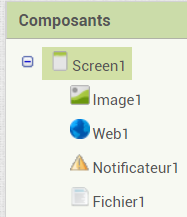 Composants
Screen1
Image1
Web1
Notificateur1
Fichier1